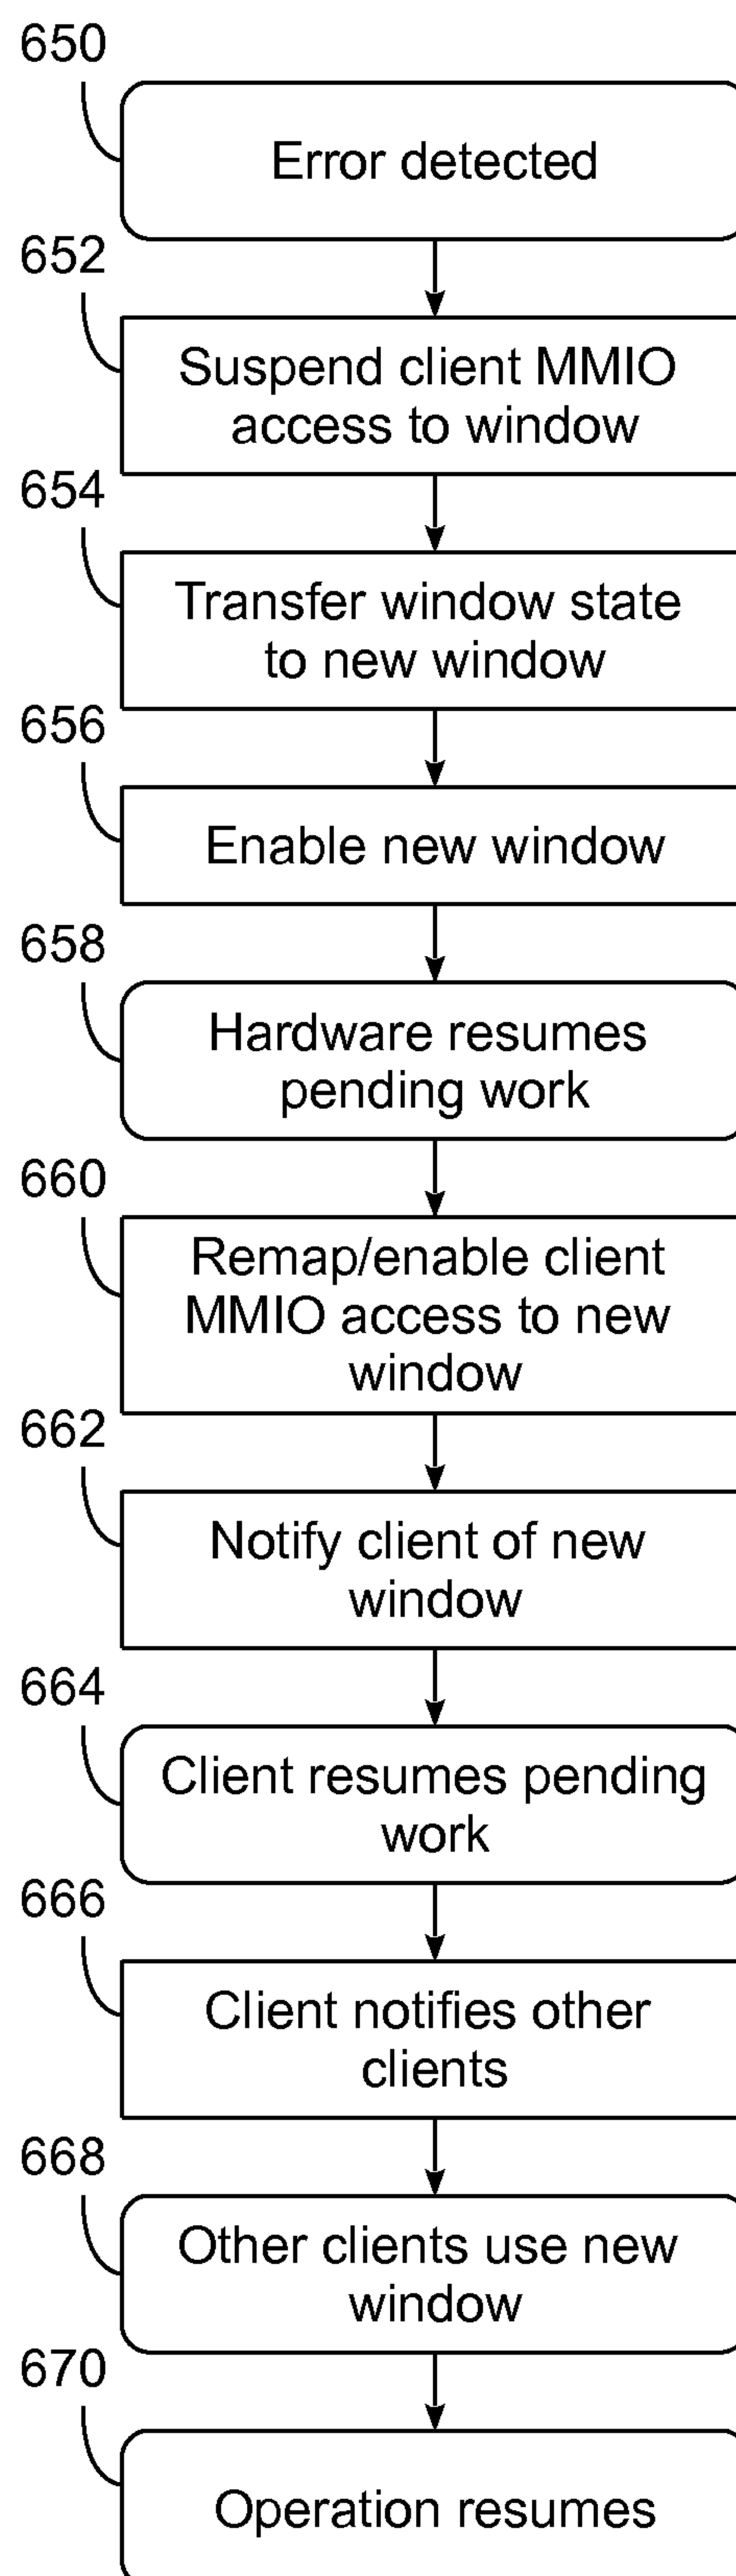 650
Error detected
652
Suspend client MMIO
access to window
654
Transfer window state
to new window
656
Enable new window
658
Hardware resumes
pending work
660
Remap/enable client
MMIO access to new
window
662
Notify client of new
window
664
Client resumes pending
work
666
Client notifies other
clients
668
Other clients use new
window
670
Operation resumes